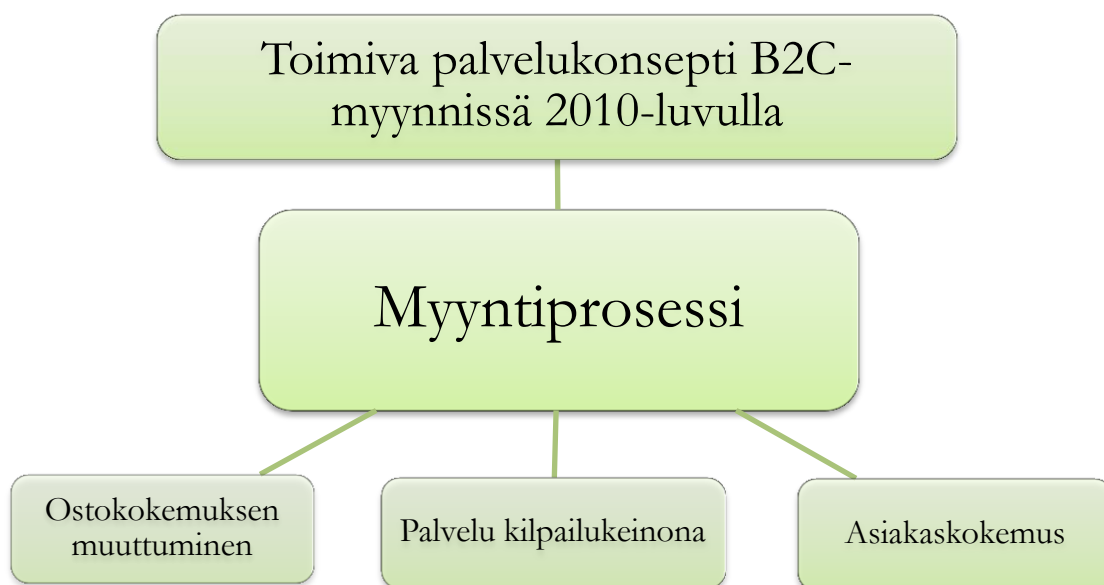 Toimiva palvelukonsepti B2C-
myynnissä 2010-luvulla
Myyntiprosessi
Ostokokemuksen
muuttuminen
Palvelu kilpailukeinona
Asiakaskokemus